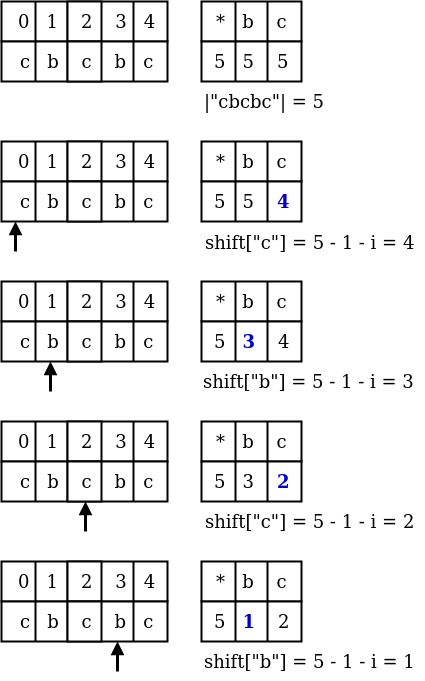 0 1 2 3 4 * b c
c b c b c 5 5 5
|"cbcbc"| = 5
0 1 2 3 4 * b c
c b c b c 5 5 4
shift["c"] = 5 - 1 - i = 4
0 1 2 3 4 * b c
c b c b c 5 3 4
shift["b"] = 5 - 1 - i = 3
0 1 2 3 4 * b c
c b c b c 5 3 2
shift["c"] = 5 - 1 - i = 2
0 1 2 3 4 * b c
c b c b c 5 1 2
shift["b"] = 5 - 1 - i = 1